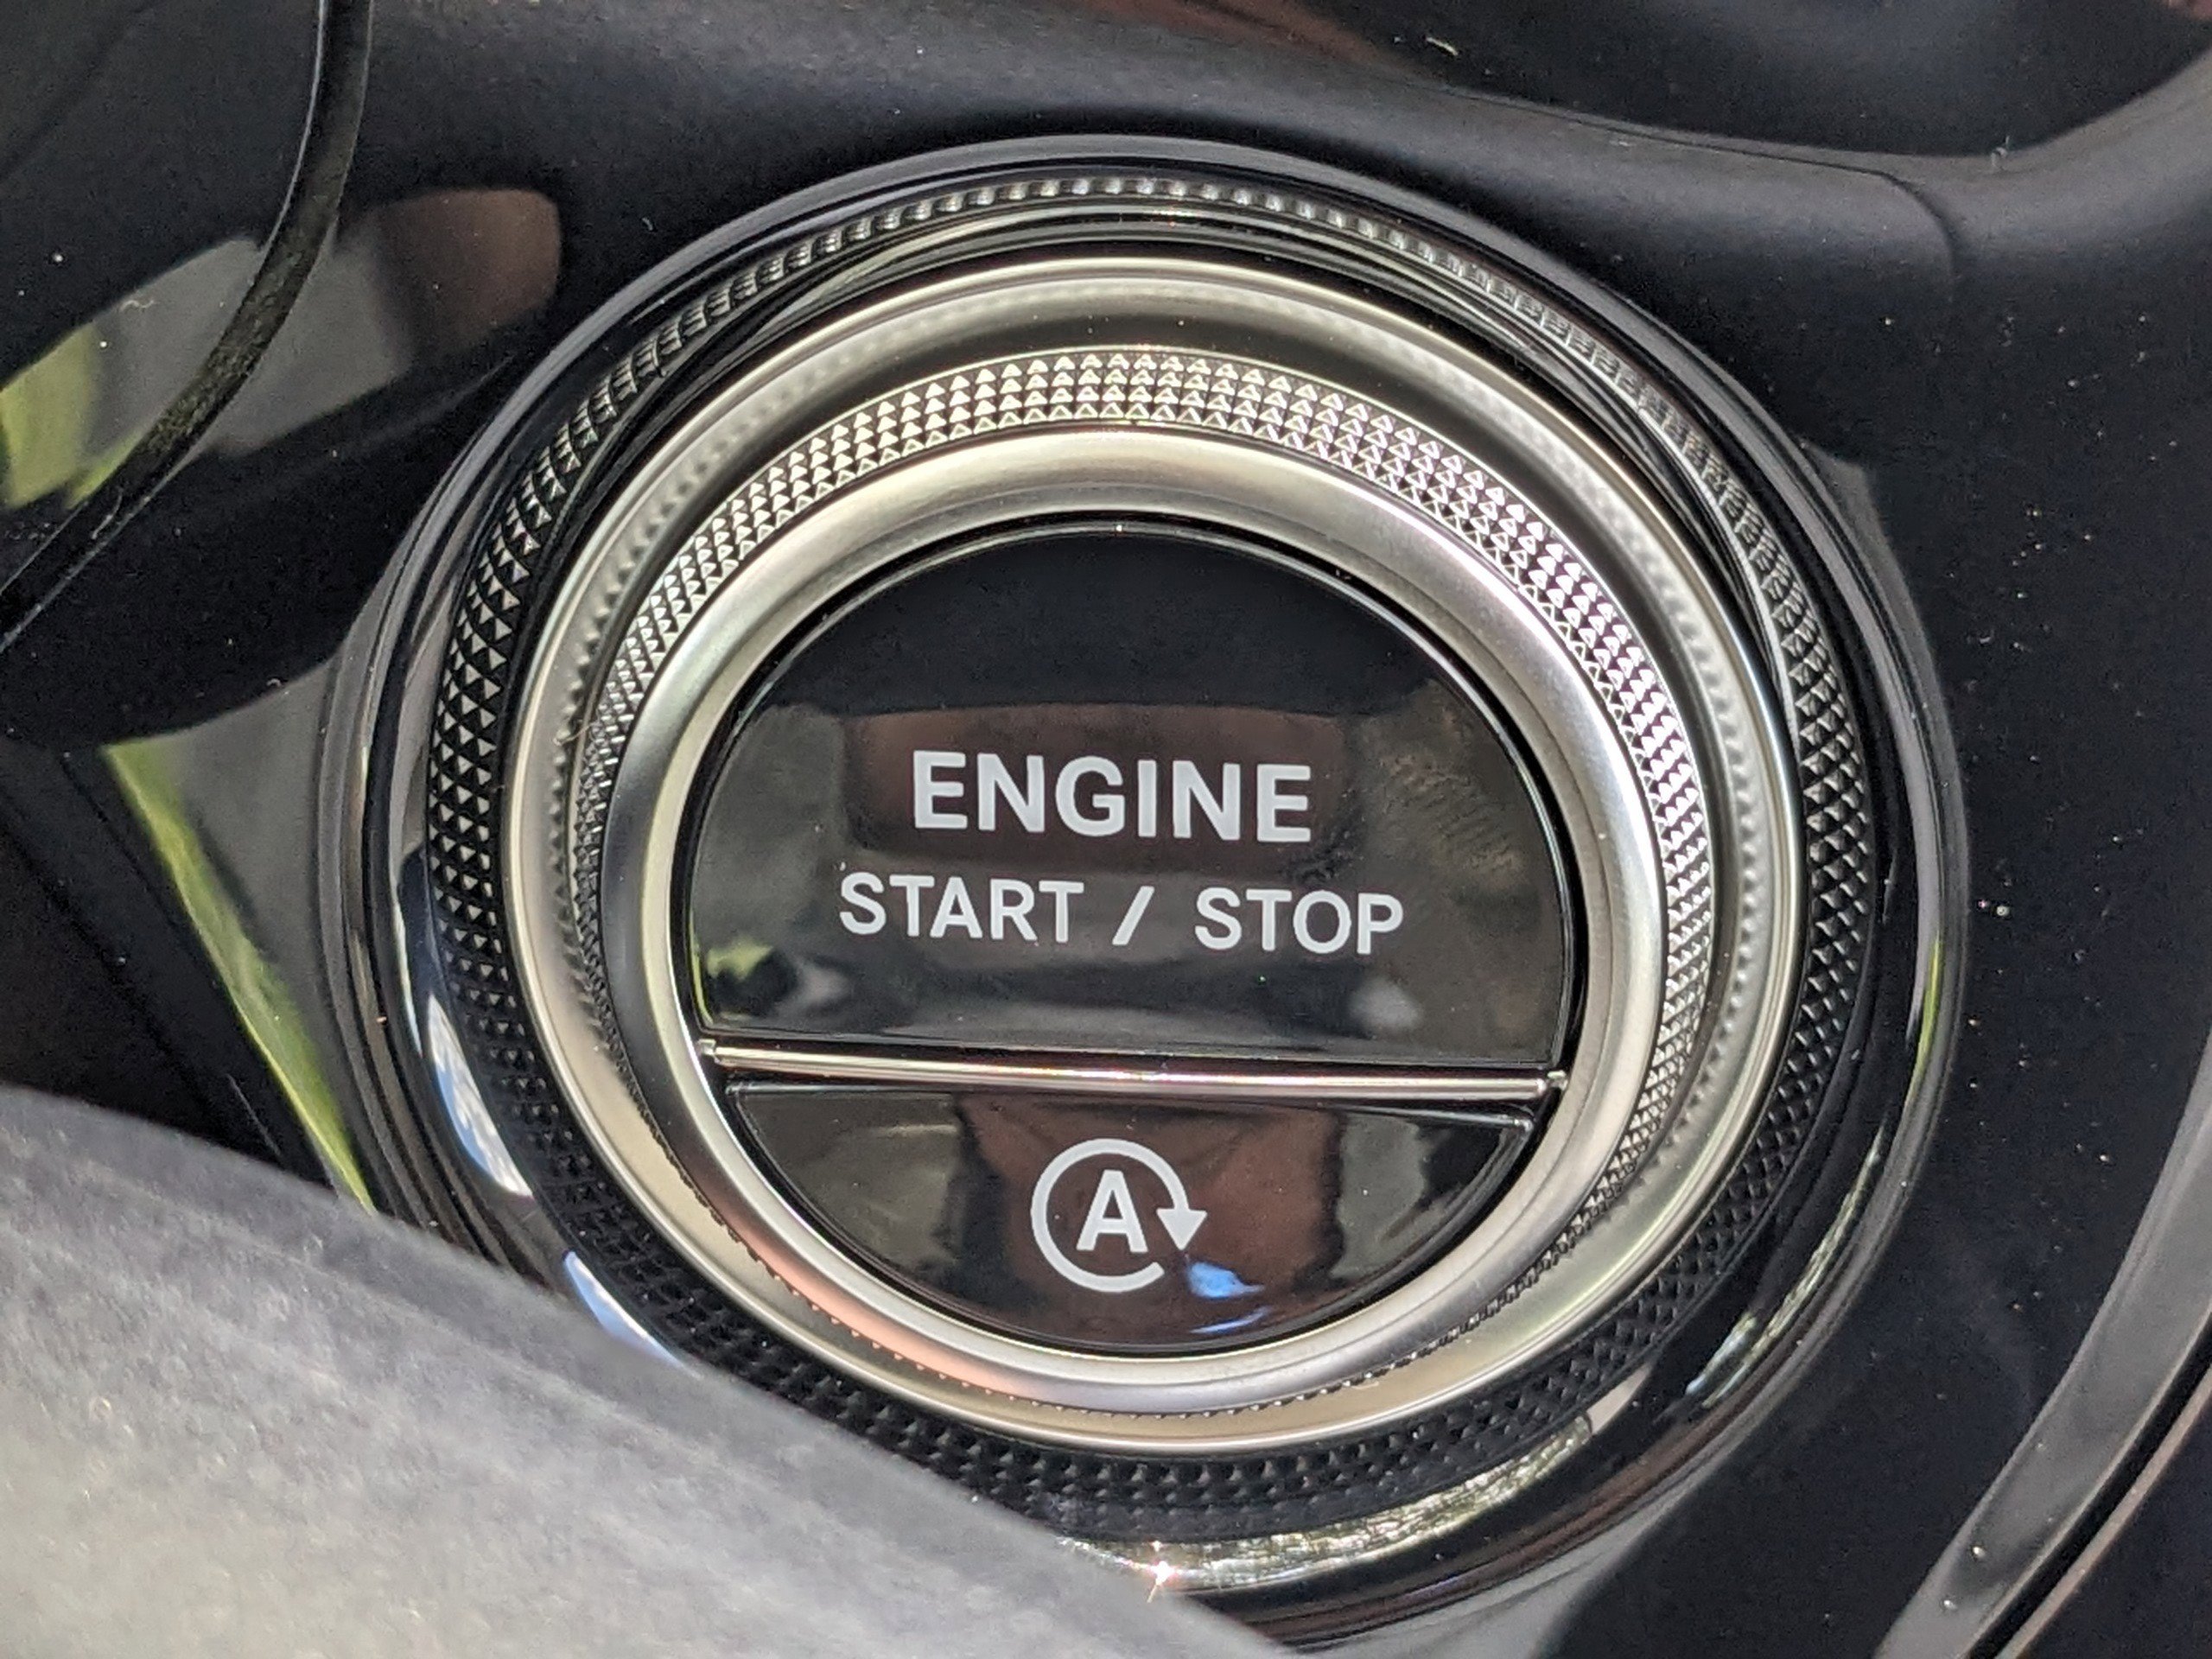 ENGINE
START / STOP
A